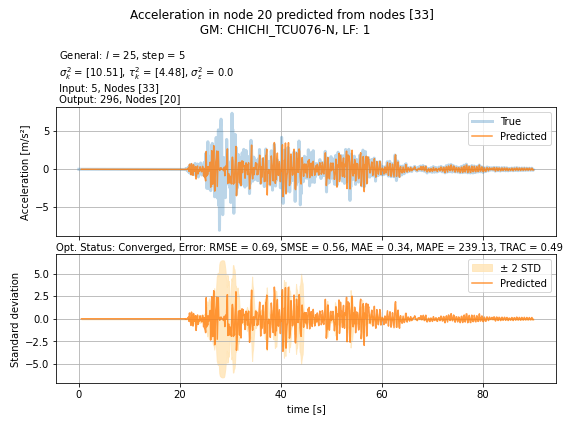 Acceleration in node 20 predicted from nodes [33]
GM: CHICHI_TCU076-N, LF: 1
General: l = 25, step = 5
σ²ₖ = [10.51], τ²ₖ = [4.48], σ²_ε = 0.0
Input: 5, Nodes [33]
Output: 296, Nodes [20]
Acceleration [m/s²]
5
0
−5
True
Predicted
Opt. Status: Converged, Error: RMSE = 0.69, SMSE = 0.56, MAE = 0.34, MAPE = 239.13, TRAC = 0.49
Standard deviation
5.0
2.5
0.0
−2.5
−5.0
± 2 STD
Predicted
0 20 40 60 80
time [s]